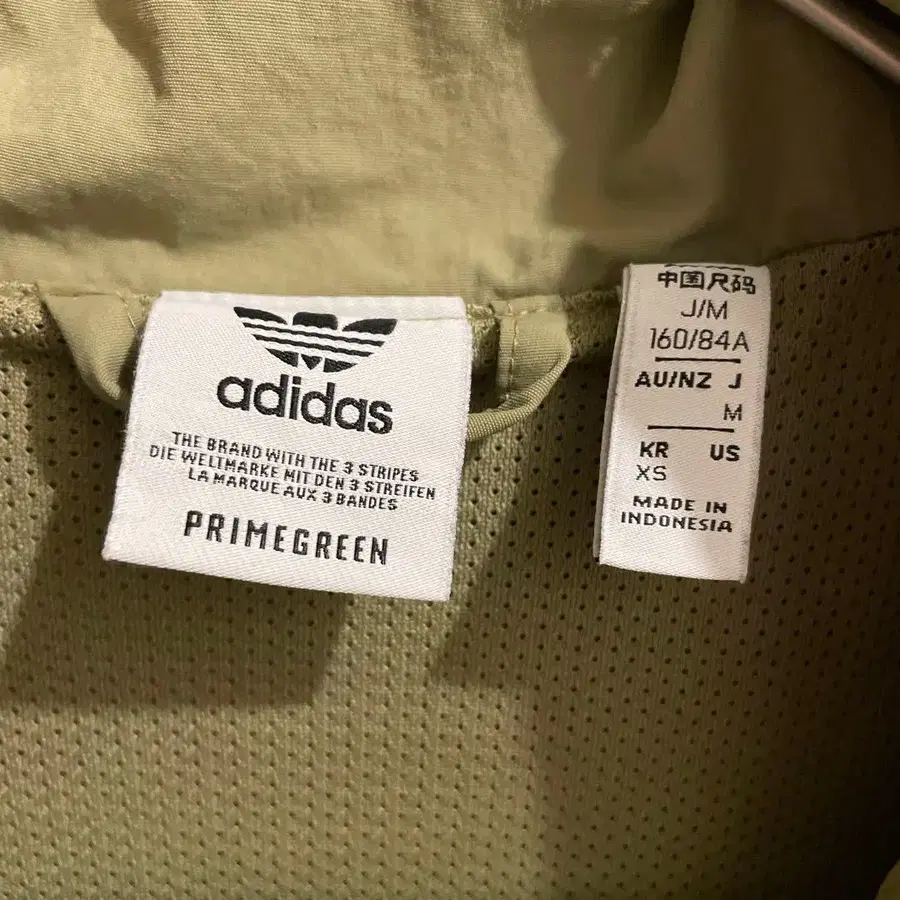 adidas
THE BRAND WITH THE 3 STRIPES
DIE WELTMARKE MIT DEN 3 STREIFEN
LA MARQUE AUX 3 BANDES
PRIMEGREEN
中国尺码
J/M
160/84A
AU/NZ J
M
KR US
XS
MADE IN
INDONESIA